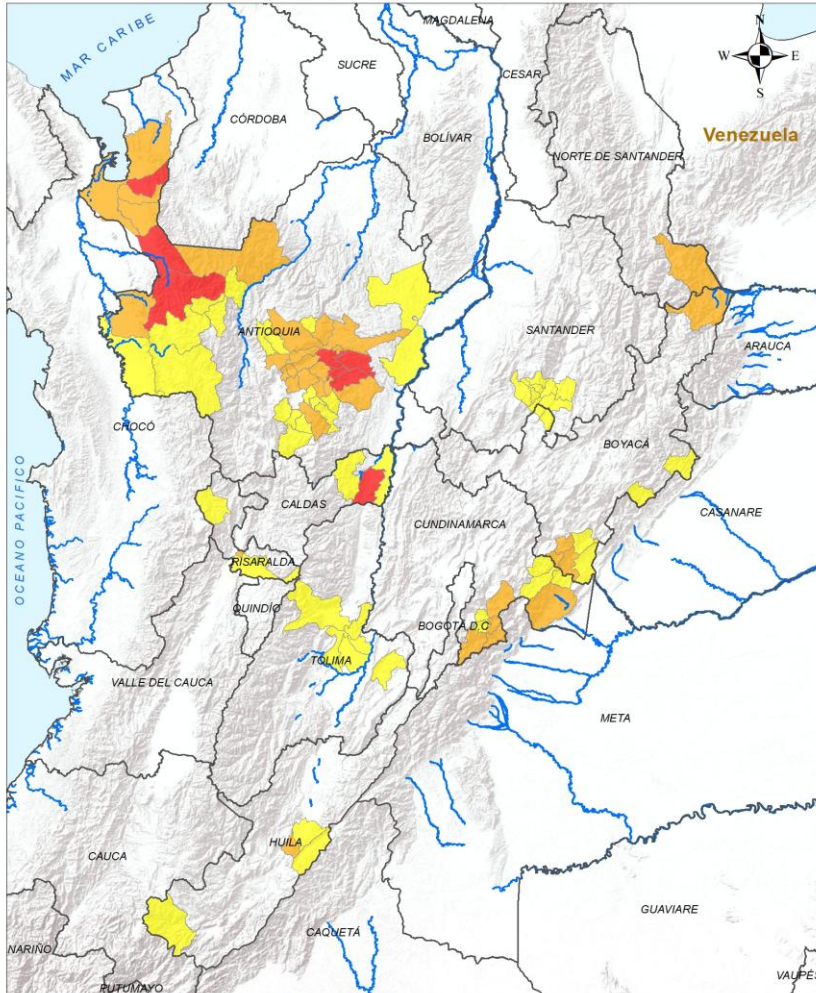 MAGDALENA
N
MAR CARIBE
SUCRE
CESAR
W
E
S
CÓRDOBA
BOLÍVAR
Venezuela
NORTE DE SANTANDER
ANTIOQUIA
SANTANDER
ARAUCA
CHOCÓ
BOYACÁ
OCEANO PACIFICO
CALDAS
CUNDINAMARCA
CASANARE
RISARALDA
QUINDÍO
BOGOTÁ D.C
TOLIMA
VALLE DEL CAUCA
META
HUILA
CAUCA
GUAVIARE
CAQUETÁ
NARIÑO
PUTUMAYO
VAUPÉS